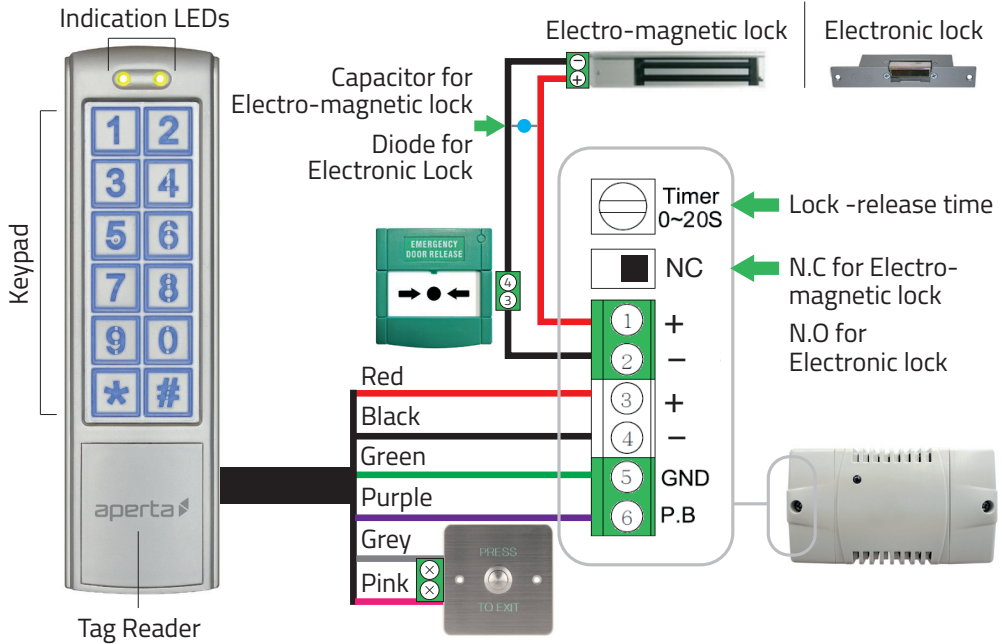 Indication LEDs
1 2
3 4
5 6
7 8
9 0
* #
Keypad
aperta
Tag Reader
Electro-magnetic lock
Electronic lock
−
+
Capacitor for
Electro-magnetic lock
Diode for
Electronic Lock
EMERGENCY
DOOR RELEASE
4
3
Timer
0~20S
Lock -release time
NC
N.C for Electro-
magnetic lock
N.O for
Electronic lock
1 +
2 −
3 +
4 −
5 GND
6 P.B
Red
Black
Green
Purple
Grey
Pink
PRESS
TO EXIT